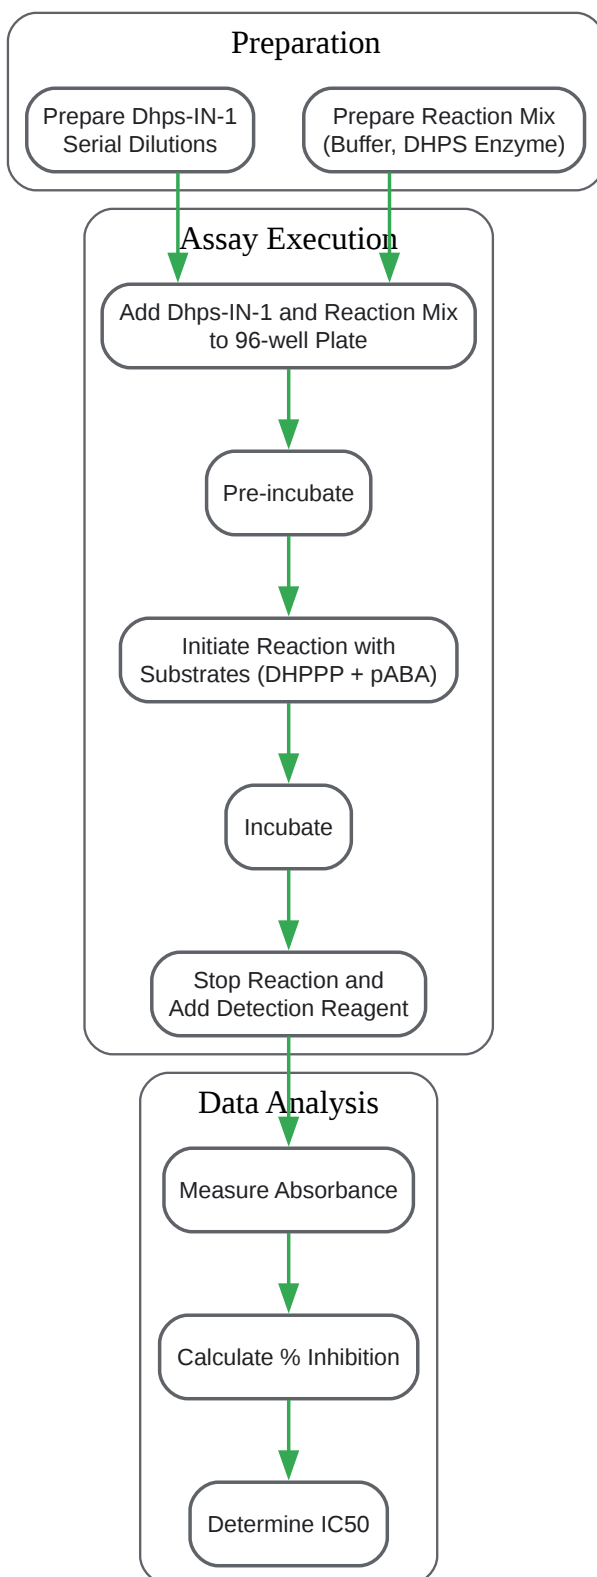 Preparation
Prepare Dhps-IN-1
Serial Dilutions
Prepare Reaction Mix
(Buffer, DHPS Enzyme)
Assay Execution
Add Dhps-IN-1 and Reaction Mix
to 96-well Plate
Pre-incubate
Initiate Reaction with
Substrates (DHPPP + pABA)
Incubate
Stop Reaction and
Add Detection Reagent
Data Analysis
Measure Absorbance
Calculate % Inhibition
Determine IC50